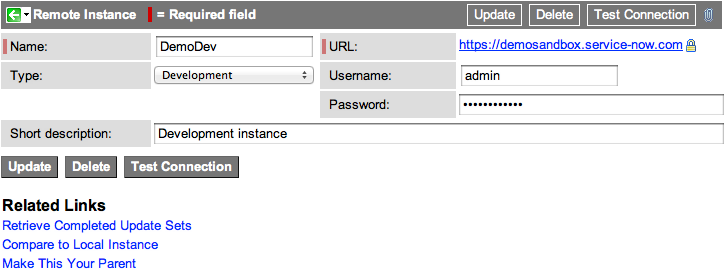 Remote Instance = Required field Update Delete Test Connection
Name: DemoDev URL: https://demosandbox.service-now.com
Type: Development Username: admin
Password: ••••••••••••
Short description: Development instance
Update Delete Test Connection
Related Links
Retrieve Completed Update Sets
Compare to Local Instance
Make This Your Parent